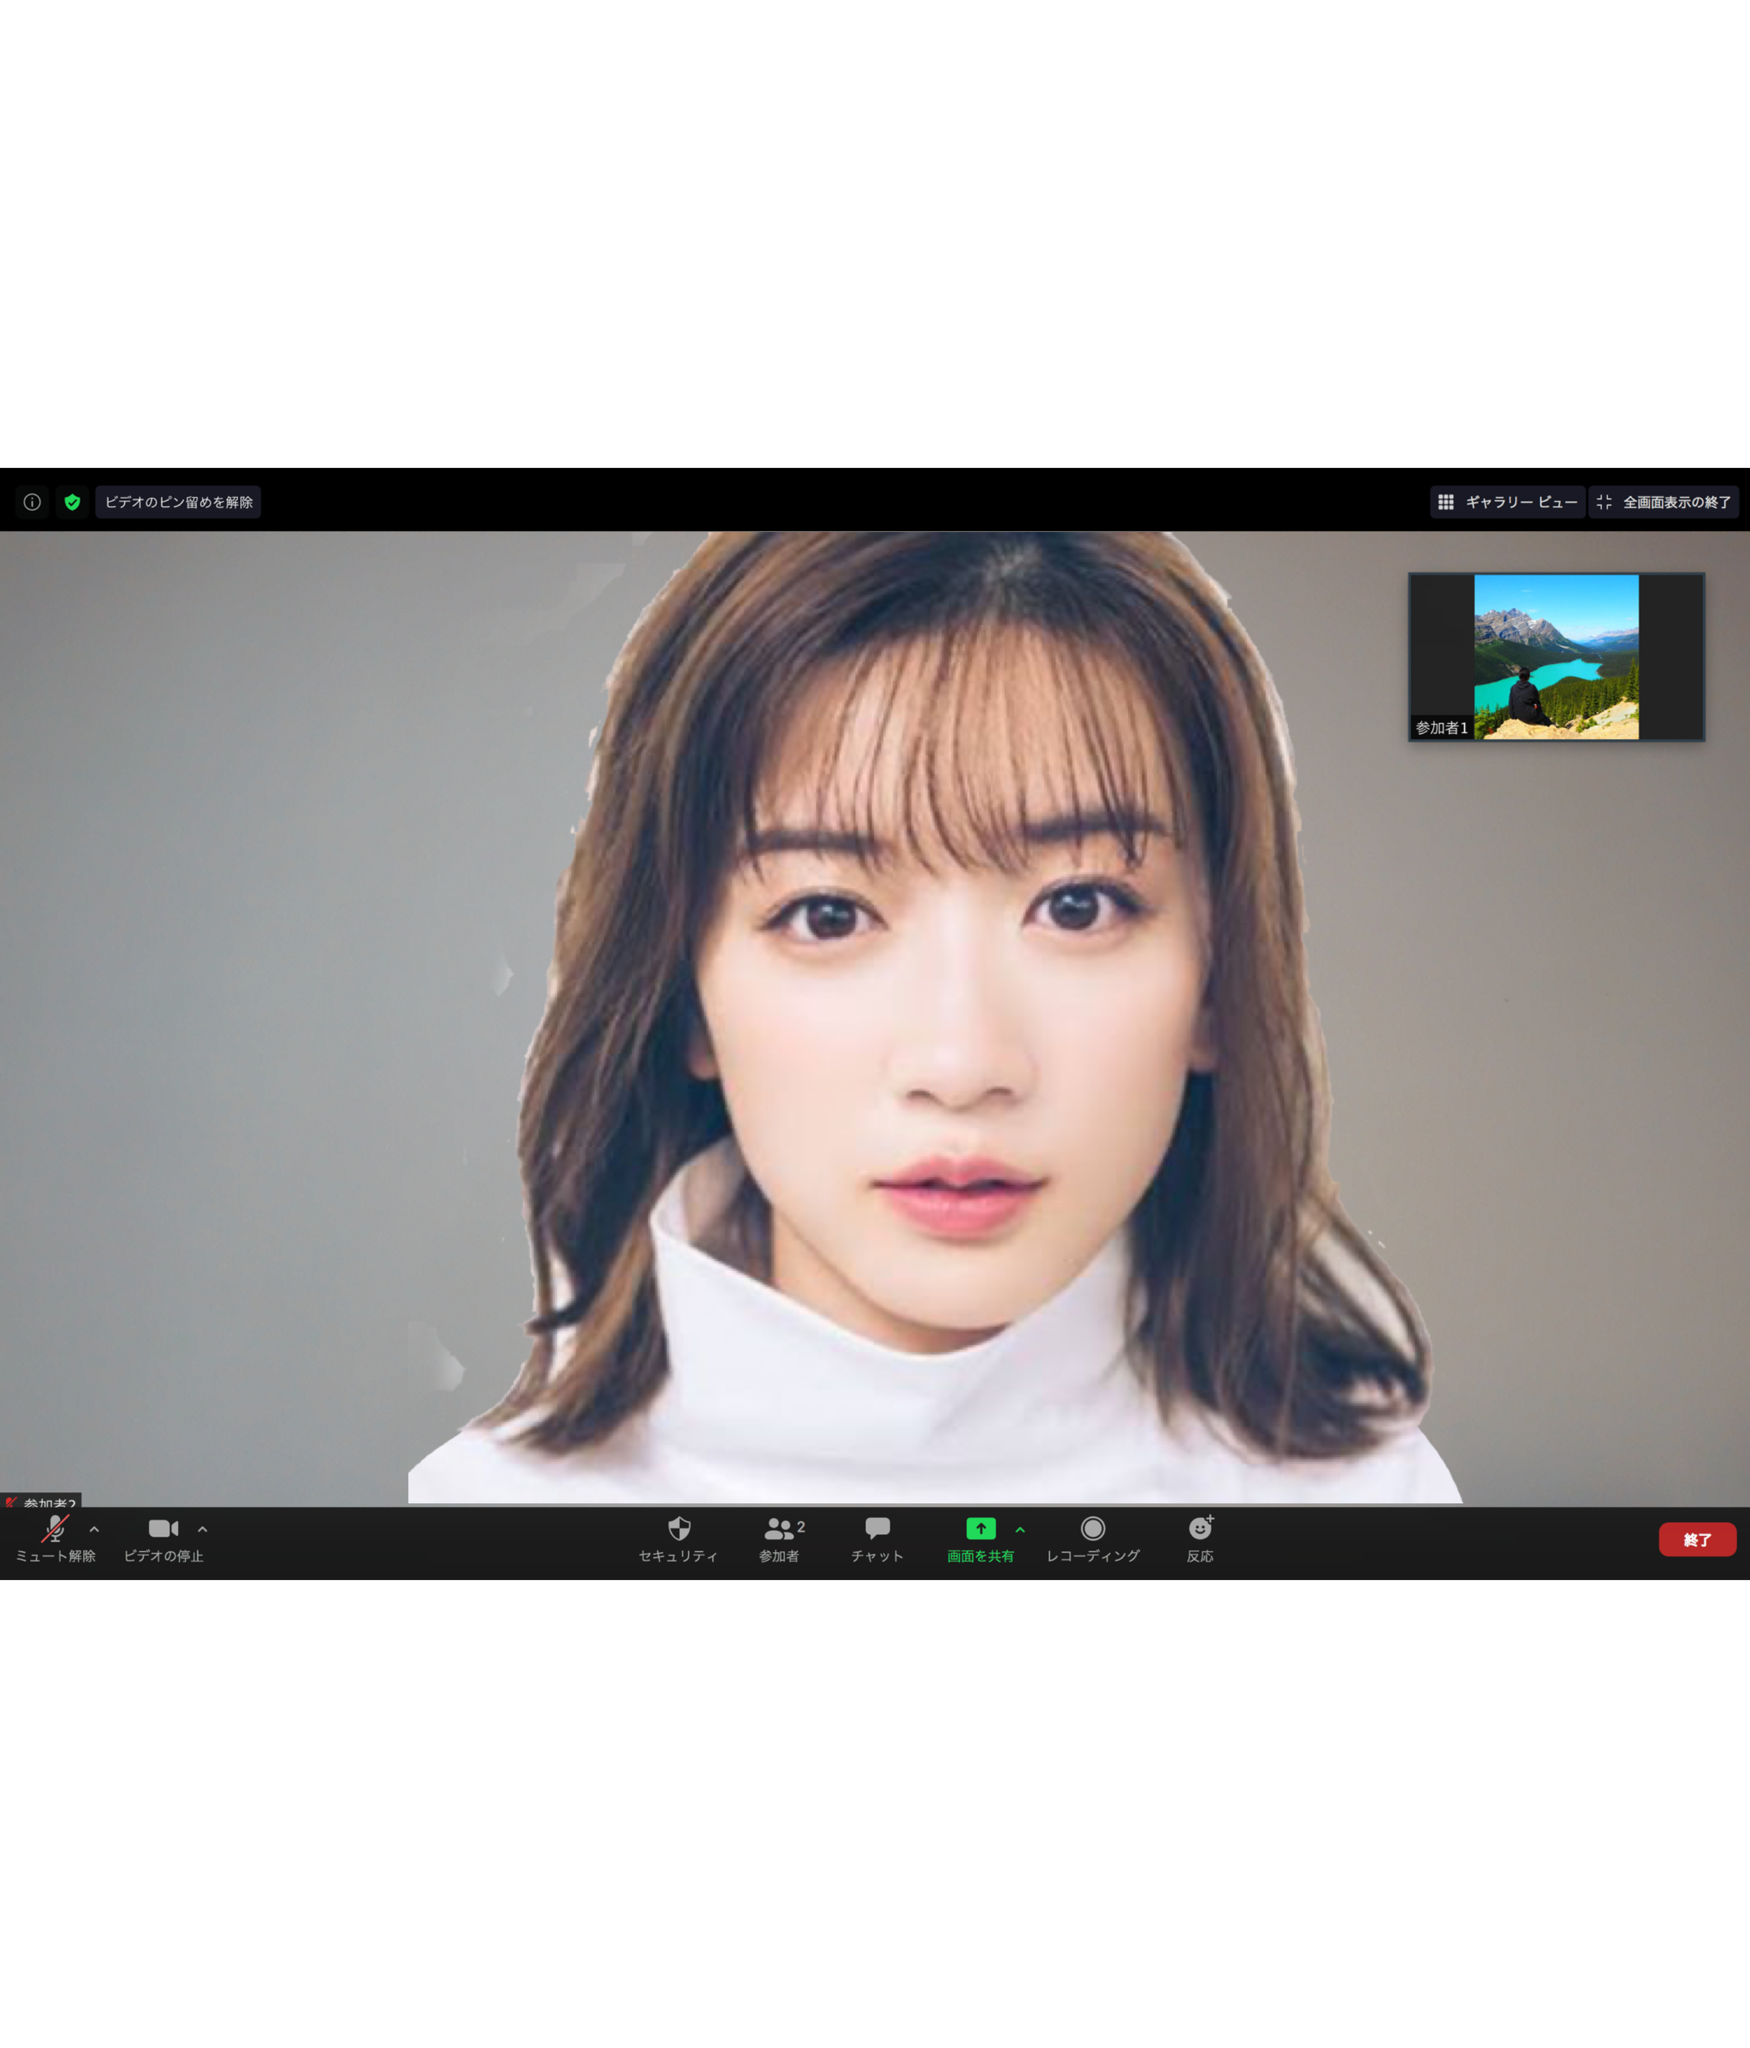 ビデオのピン留めを解除
ギャラリー ビュー
全画面表示の終了
参加者1
参加者2
ミュート解除
ビデオの停止
セキュリティ
2
参加者
チャット
画面を共有
レコーディング
反応
終了